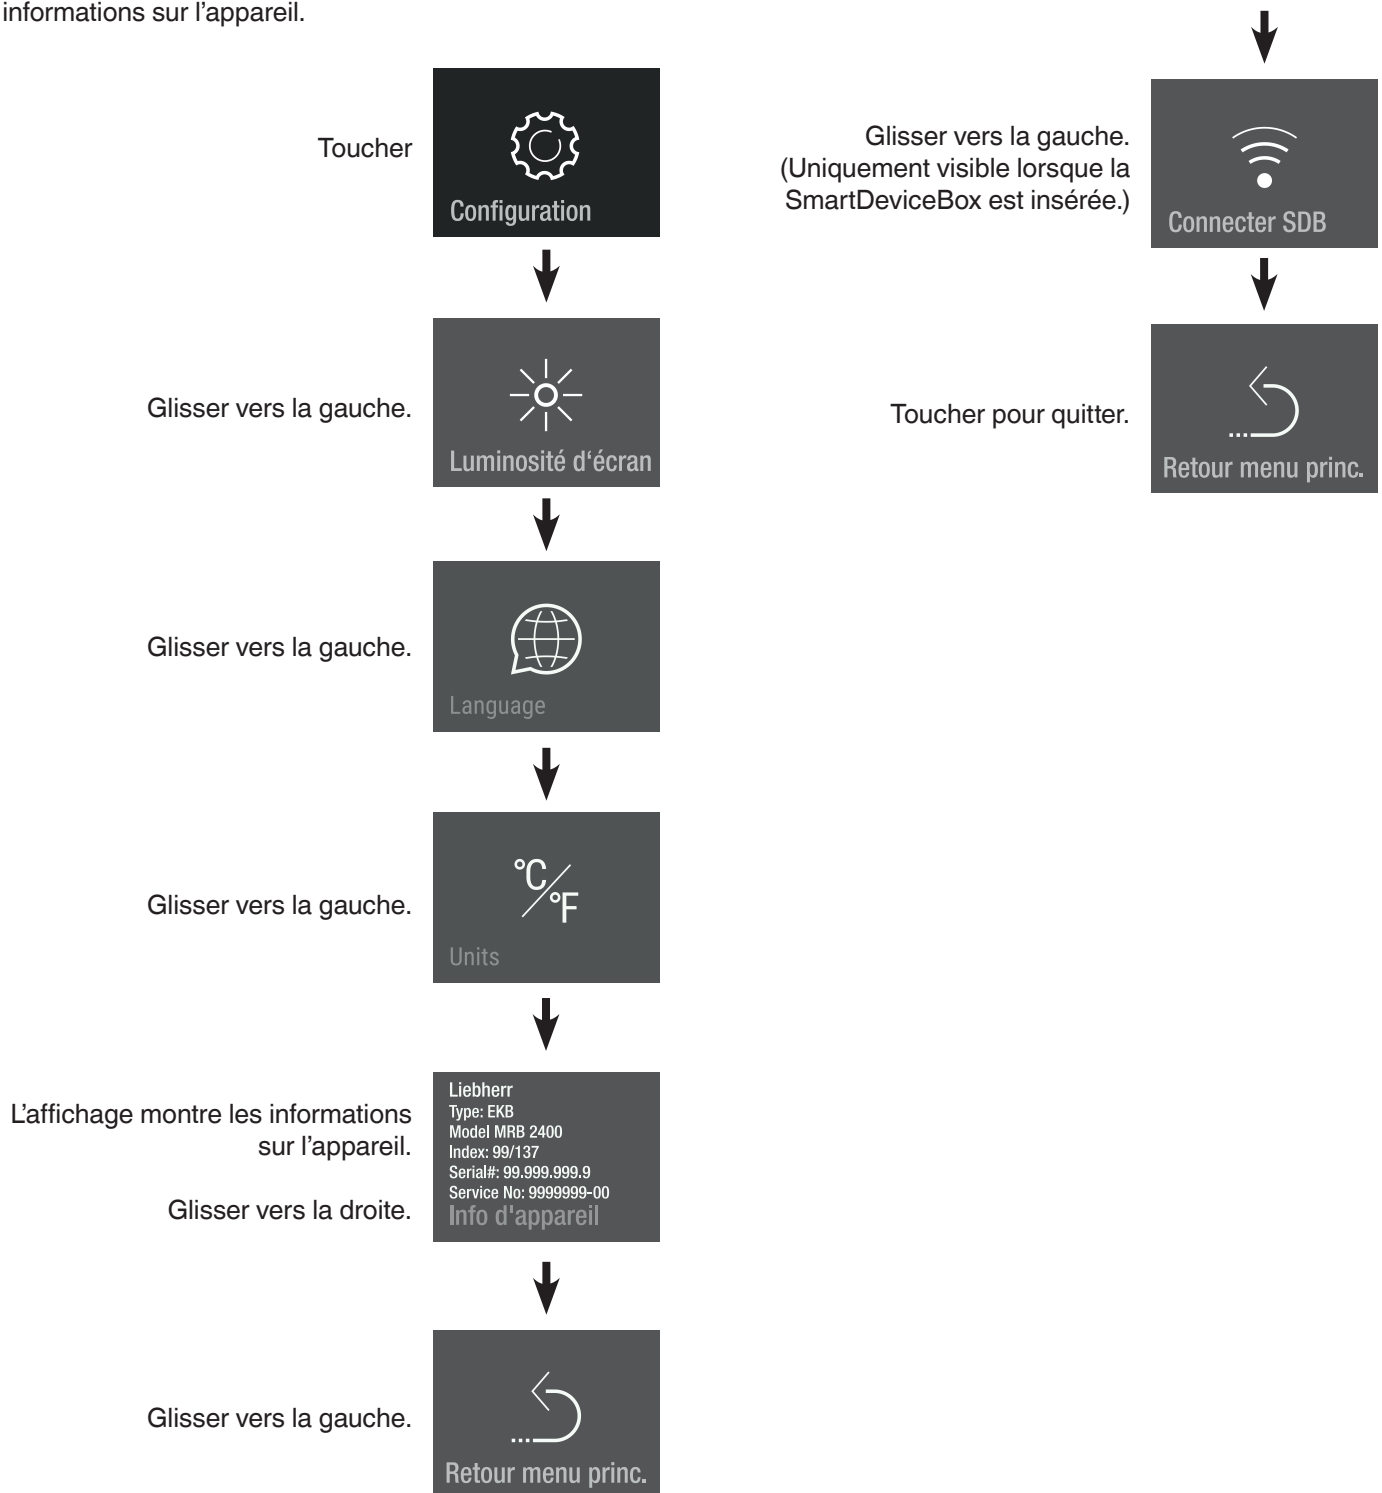 informations sur l’appareil.
Toucher
Configuration
Glisser vers la gauche.
Luminosité d‘écran
Glisser vers la gauche.
Language
Glisser vers la gauche.
°C/°F
Units
L’affichage montre les informations
sur l’appareil.
Glisser vers la droite.
Liebherr
Type: EKB
Model MRB 2400
Index: 99/137
Serial#: 99.999.999.9
Service No: 9999999-00
Info d'appareil
Glisser vers la gauche.
Retour menu princ.
Glisser vers la gauche.
(Uniquement visible lorsque la
SmartDeviceBox est insérée.)
Connecter SDB
Toucher pour quitter.
Retour menu princ.